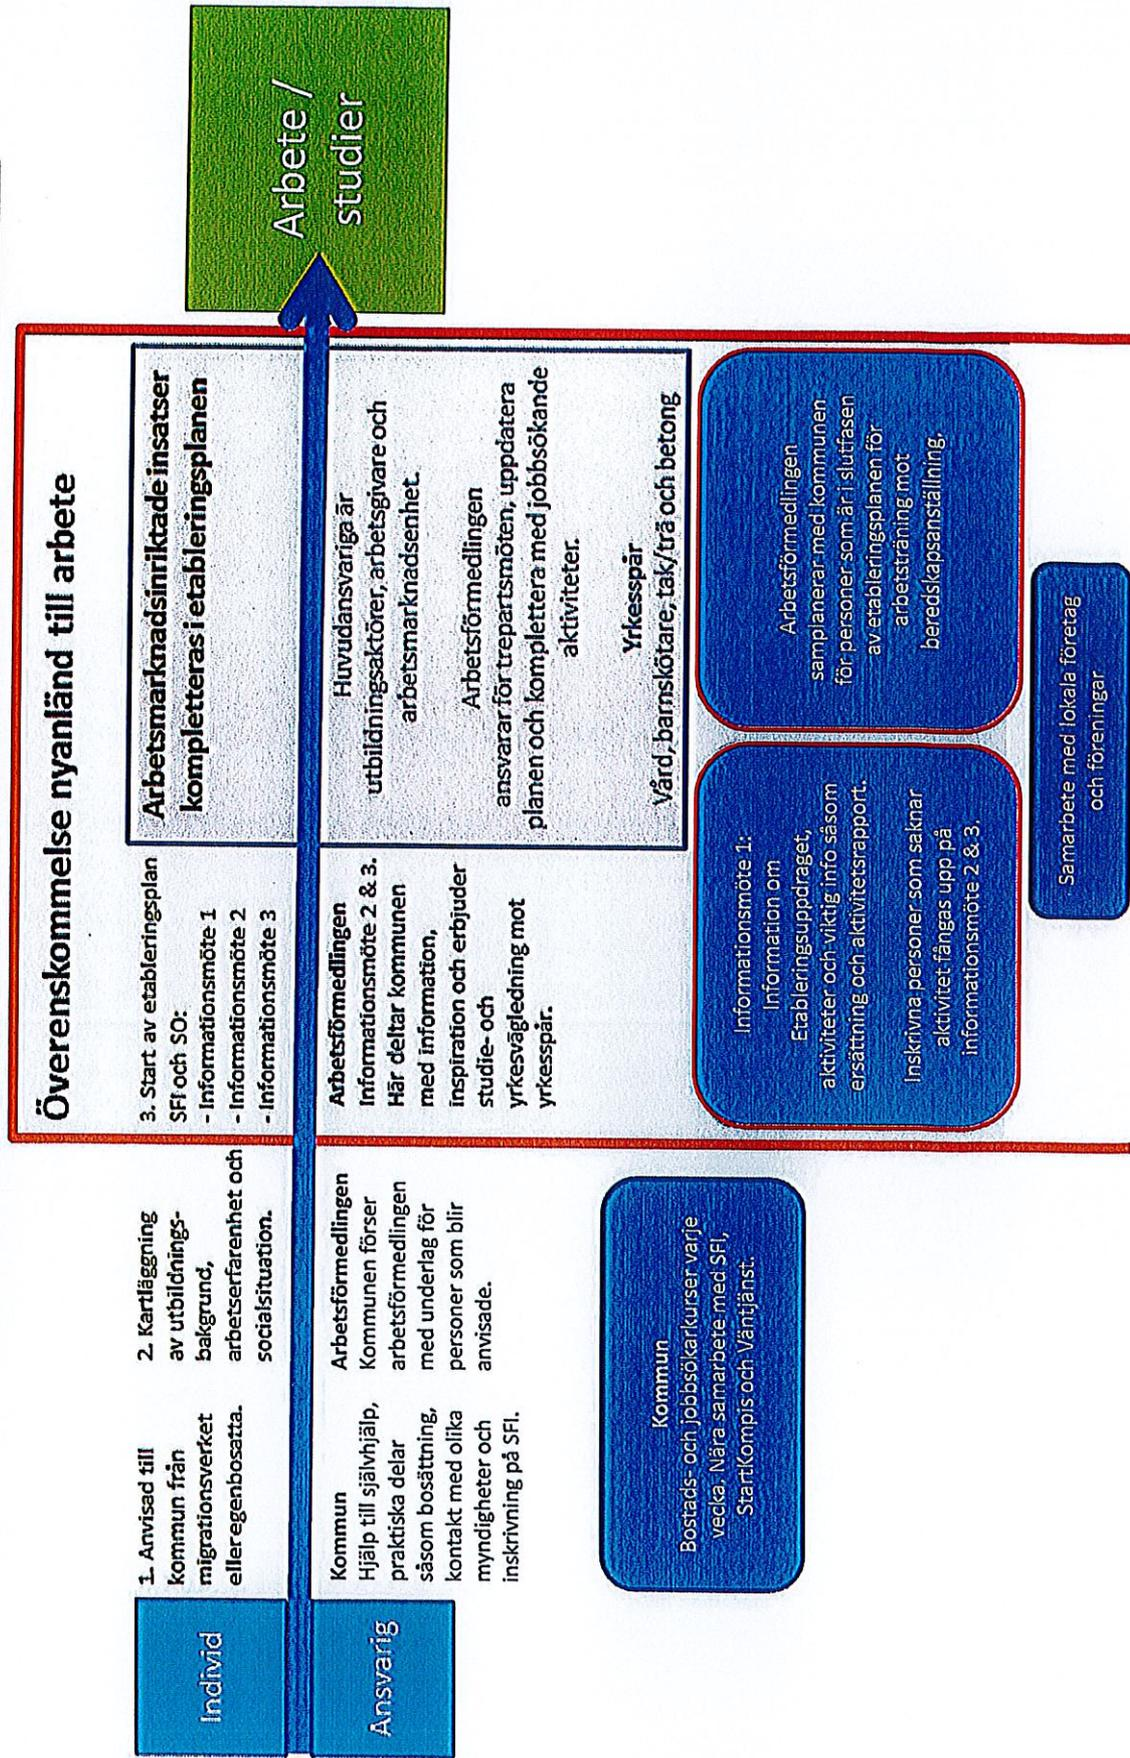 Överenskommelse nyanländ till arbete
Individ
1. Anvisad till
kommun från
migrationsverket
elleregenbosatta.
2. Kartläggning
av utbildnings-
bakgrund,
arbetserfarenhet och
socialsituation.
3. Start av etableringsplan
SFI och SO:
- Informationsmöte 1
- Informationsmöte 2
- Informationsmöte 3
Arbetsmarknadsinriktade insatser
kompletteras i etableringsplanen
Arbete /
studier
Ansvarig
Kommun
Hjälp till självhjälp,
praktiska delar
såsom bosättning,
kontakt med olika
myndigheter och
inskrivning på SFI.
Arbetsförmedlingen
Kommunen förser
arbetsförmedlingen
med underlag för
personer som blir
anvisade.
Arbetsförmedlingen
Informationsmöte 2 & 3.
Här deltar kommunen
med information,
inspiration och erbjuder
studie- och
yrkesvägledning mot
yrkesspår.
Huvudansvariga är
utbildningsaktörer, arbetsgivare och
arbetsmarknadsenhet.
Arbetsförmedlingen
ansvarar för trepartsmöten, uppdatera
planen och komplettera med jobbsökande
aktiviteter.
Yrkesspår
Vård, barnskötare, tak/trä och betong
Kommun
Bostads- och jobbsökarkurser varje
vecka. Nära samarbete med SFI,
StartKompis och Väntjänst.
Informationsmöte 1:
Information om
Etableringsuppdraget,
aktiviteter och viktig info såsom
ersättning och aktivitetsrapport.
Inskrivna personer som saknar
aktivitet fångas upp på
informationsmöte 2 & 3.
Arbetsförmedlingen
samplanerar med kommunen
för personer som är i slutfasen
av etableringsplanen för
arbetsträning mot
beredskapsanställning,
Samarbete med lokala företag
och föreningar